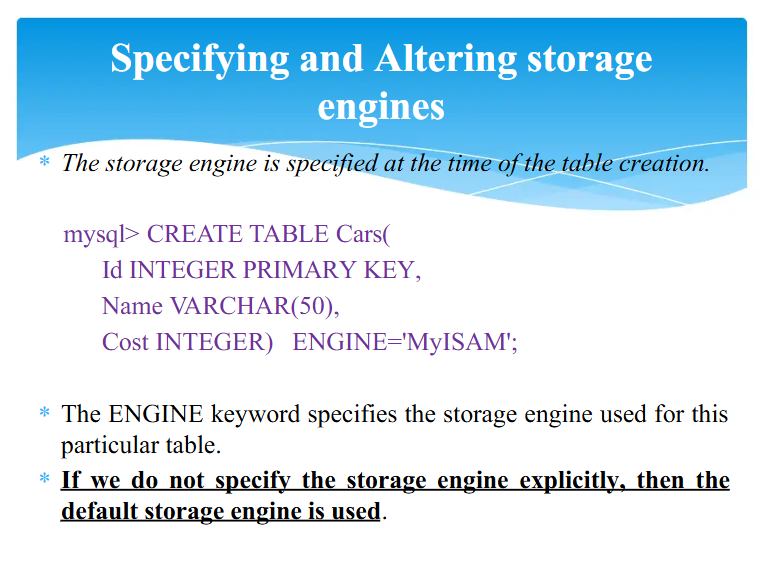 Specifying and Altering storage
engines
* The storage engine is specified at the time of the table creation.
mysql> CREATE TABLE Cars(
Id INTEGER PRIMARY KEY,
Name VARCHAR(50),
Cost INTEGER) ENGINE='MyISAM';
* The ENGINE keyword specifies the storage engine used for this
particular table.
* If we do not specify the storage engine explicitly, then the
default storage engine is used.